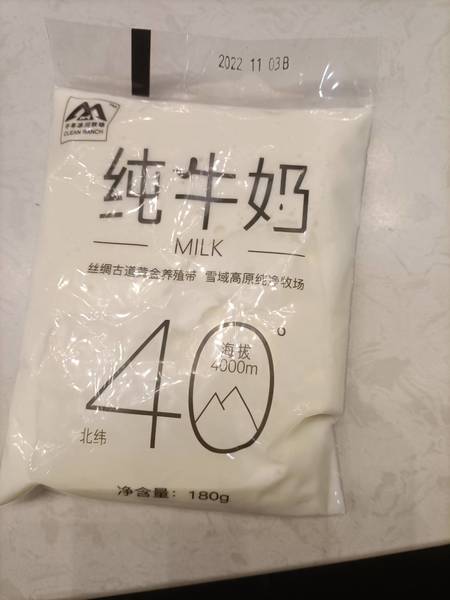 2022 11 03B
CLEAN RANCH
纯牛奶
MILK
丝绸古道黄金养殖带 雪域高原纯净牧场
40°
海拔
4000m
北纬
净含量：180g